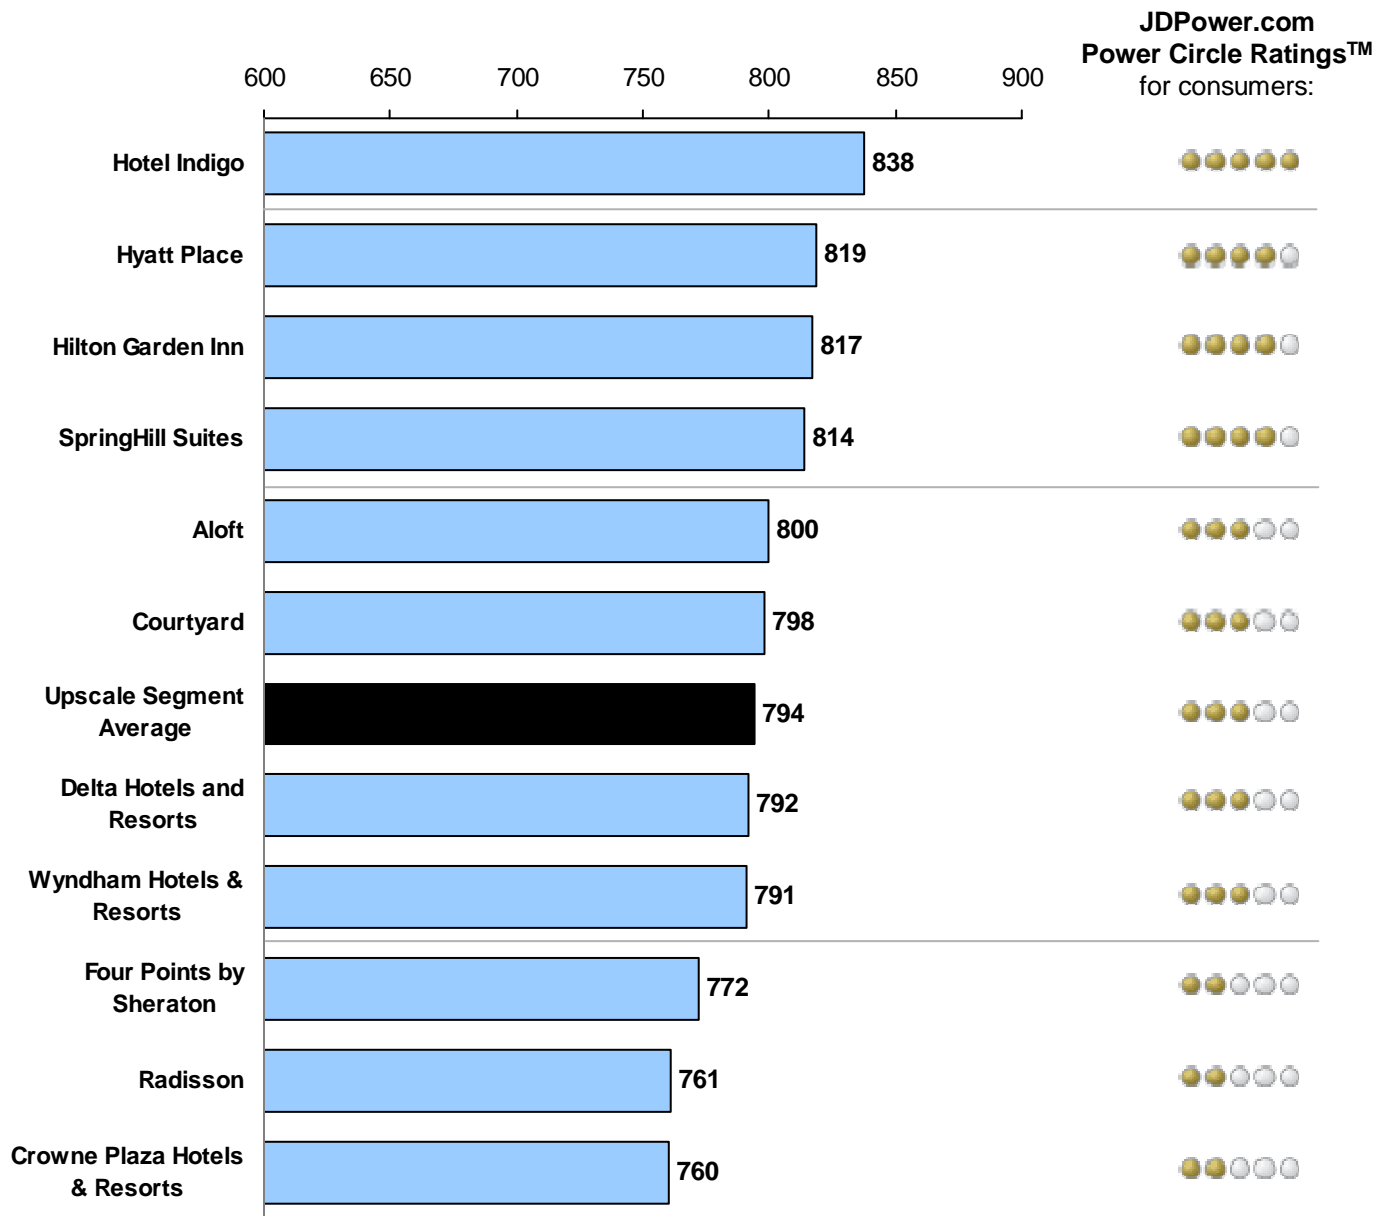 JDPower.com
Power Circle Ratings™
for consumers:
600 650 700 750 800 850 900
Hotel Indigo 838
Hyatt Place 819
Hilton Garden Inn 817
SpringHill Suites 814
Aloft 800
Courtyard 798
Upscale Segment
Average 794
Delta Hotels and
Resorts 792
Wyndham Hotels &
Resorts 791
Four Points by
Sheraton 772
Radisson 761
Crowne Plaza Hotels
& Resorts 760